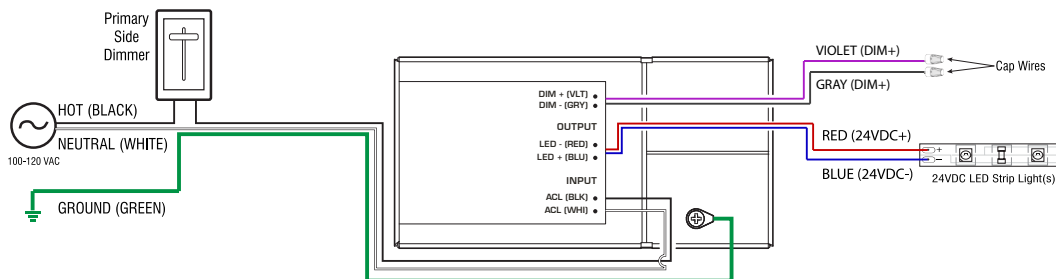 Primary
Side
Dimmer
HOT (BLACK)
NEUTRAL (WHITE)
100-120 VAC
GROUND (GREEN)
DIM + (VLT)
DIM - (GRY)
OUTPUT
LED - (RED)
LED + (BLU)
INPUT
ACL (BLK)
ACL (WHI)
VIOLET (DIM+)
GRAY (DIM+)
Cap Wires
RED (24VDC+)
BLUE (24VDC-)
+
–
24VDC LED Strip Light(s)